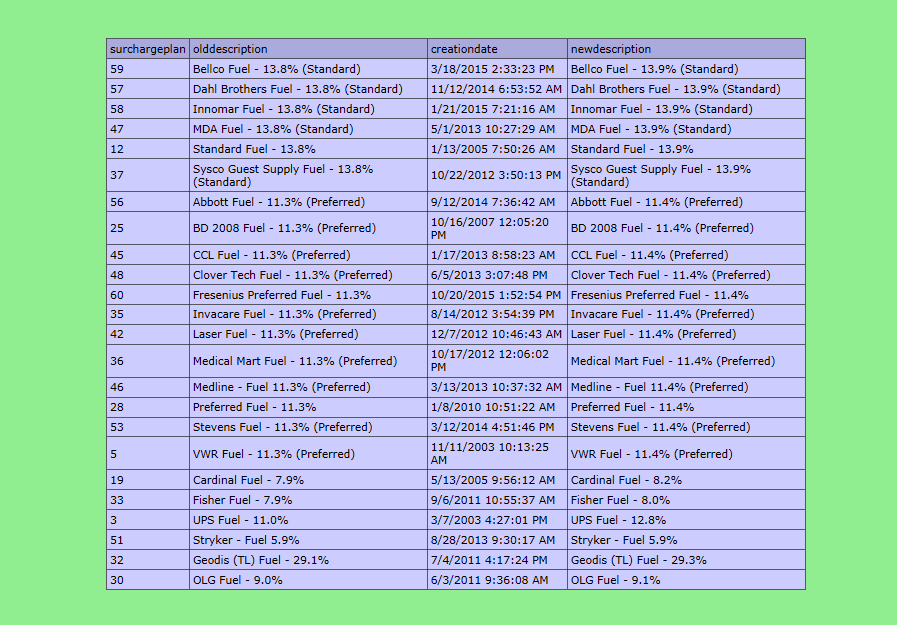 surchargeplan olddescription creationdate newdescription
59 Bellco Fuel - 13.8% (Standard) 3/18/2015 2:33:23 PM Bellco Fuel - 13.9% (Standard)
57 Dahl Brothers Fuel - 13.8% (Standard) 11/12/2014 6:53:52 AM Dahl Brothers Fuel - 13.9% (Standard)
58 Innomar Fuel - 13.8% (Standard) 1/21/2015 7:21:16 AM Innomar Fuel - 13.9% (Standard)
47 MDA Fuel - 13.8% (Standard) 5/1/2013 10:27:29 AM MDA Fuel - 13.9% (Standard)
12 Standard Fuel - 13.8% 1/13/2005 7:50:26 AM Standard Fuel - 13.9%
37 Sysco Guest Supply Fuel - 13.8% (Standard) 10/22/2012 3:50:13 PM Sysco Guest Supply Fuel - 13.9% (Standard)
56 Abbott Fuel - 11.3% (Preferred) 9/12/2014 7:36:42 AM Abbott Fuel - 11.4% (Preferred)
25 BD 2008 Fuel - 11.3% (Preferred) 10/16/2007 12:05:20 PM BD 2008 Fuel - 11.4% (Preferred)
45 CCL Fuel - 11.3% (Preferred) 1/17/2013 8:58:23 AM CCL Fuel - 11.4% (Preferred)
48 Clover Tech Fuel - 11.3% (Preferred) 6/5/2013 3:07:48 PM Clover Tech Fuel - 11.4% (Preferred)
60 Fresenius Preferred Fuel - 11.3% 10/20/2015 1:52:54 PM Fresenius Preferred Fuel - 11.4%
35 Invacare Fuel - 11.3% (Preferred) 8/14/2012 3:54:39 PM Invacare Fuel - 11.4% (Preferred)
42 Laser Fuel - 11.3% (Preferred) 12/7/2012 10:46:43 AM Laser Fuel - 11.4% (Preferred)
36 Medical Mart Fuel - 11.3% (Preferred) 10/17/2012 12:06:02 PM Medical Mart Fuel - 11.4% (Preferred)
46 Medline - Fuel 11.3% (Preferred) 3/13/2013 10:37:32 AM Medline - Fuel 11.4% (Preferred)
28 Preferred Fuel - 11.3% 1/8/2010 10:51:22 AM Preferred Fuel - 11.4%
53 Stevens Fuel - 11.3% (Preferred) 3/12/2014 4:51:46 PM Stevens Fuel - 11.4% (Preferred)
5 VWR Fuel - 11.3% (Preferred) 11/11/2003 10:13:25 AM VWR Fuel - 11.4% (Preferred)
19 Cardinal Fuel - 7.9% 5/13/2005 9:56:12 AM Cardinal Fuel - 8.2%
33 Fisher Fuel - 7.9% 9/6/2011 10:55:37 AM Fisher Fuel - 8.0%
3 UPS Fuel - 11.0% 3/7/2003 4:27:01 PM UPS Fuel - 12.8%
51 Stryker - Fuel 5.9% 8/28/2013 9:30:17 AM Stryker - Fuel 5.9%
32 Geodis (TL) Fuel - 29.1% 7/4/2011 4:17:24 PM Geodis (TL) Fuel - 29.3%
30 OLG Fuel - 9.0% 6/3/2011 9:36:08 AM OLG Fuel - 9.1%